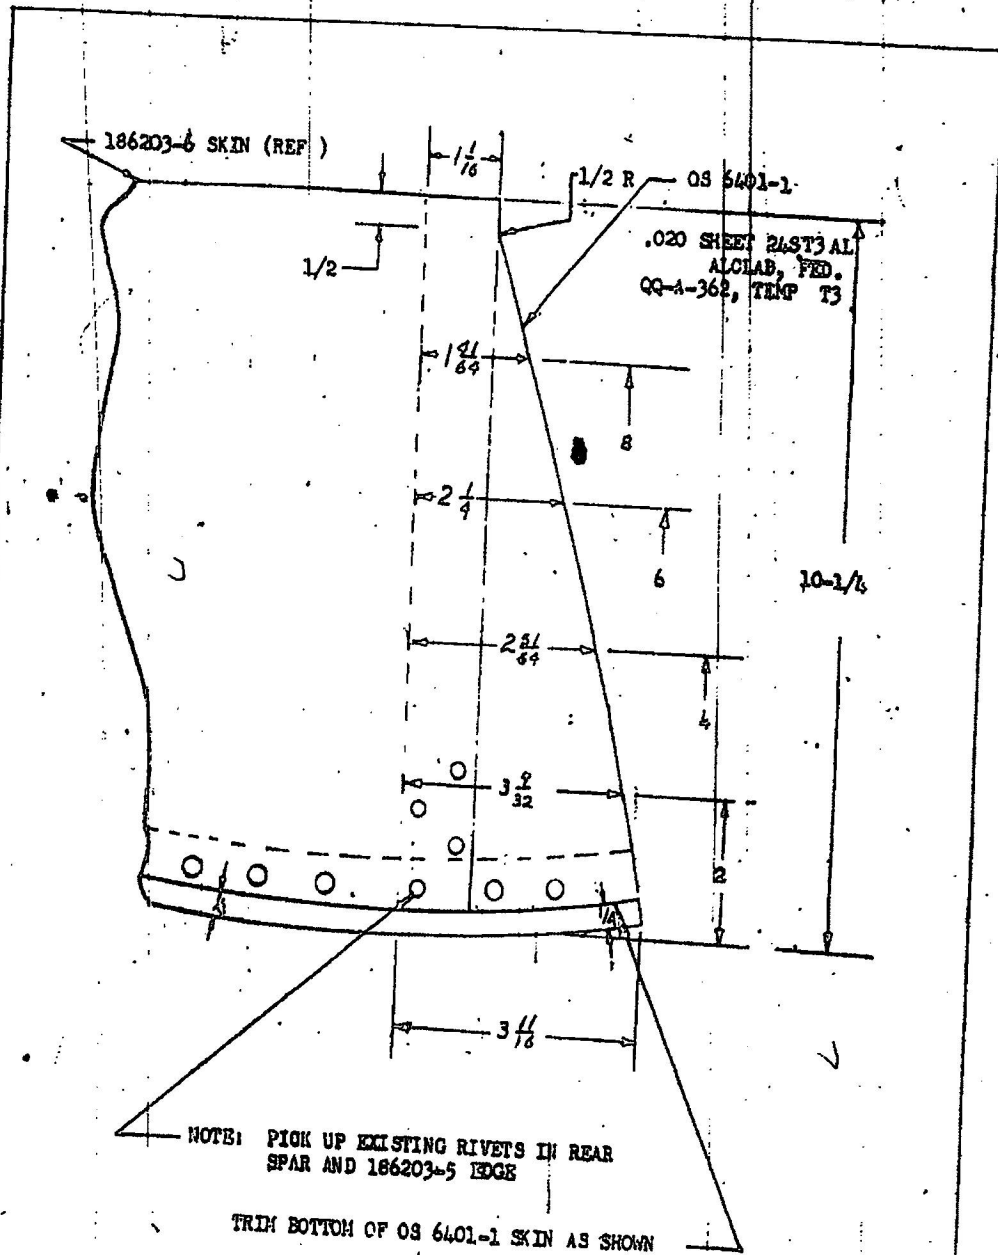 186203-6 SKIN (REF)
1 1/16
1/2 R
OS 6401-1
.020 SHEET 24ST3 AL
ALCLAD, FED.
QQ-A-362, TEMP T3
1/2
1 41/64
8
2 1/4
6
10-1/4
2 51/64
4
3 9/32
2
1/4
3 11/16
NOTE: PICK UP EXISTING RIVETS IN REAR
SPAR AND 186203-5 EDGE
TRIM BOTTOM OF OS 6401-1 SKIN AS SHOWN